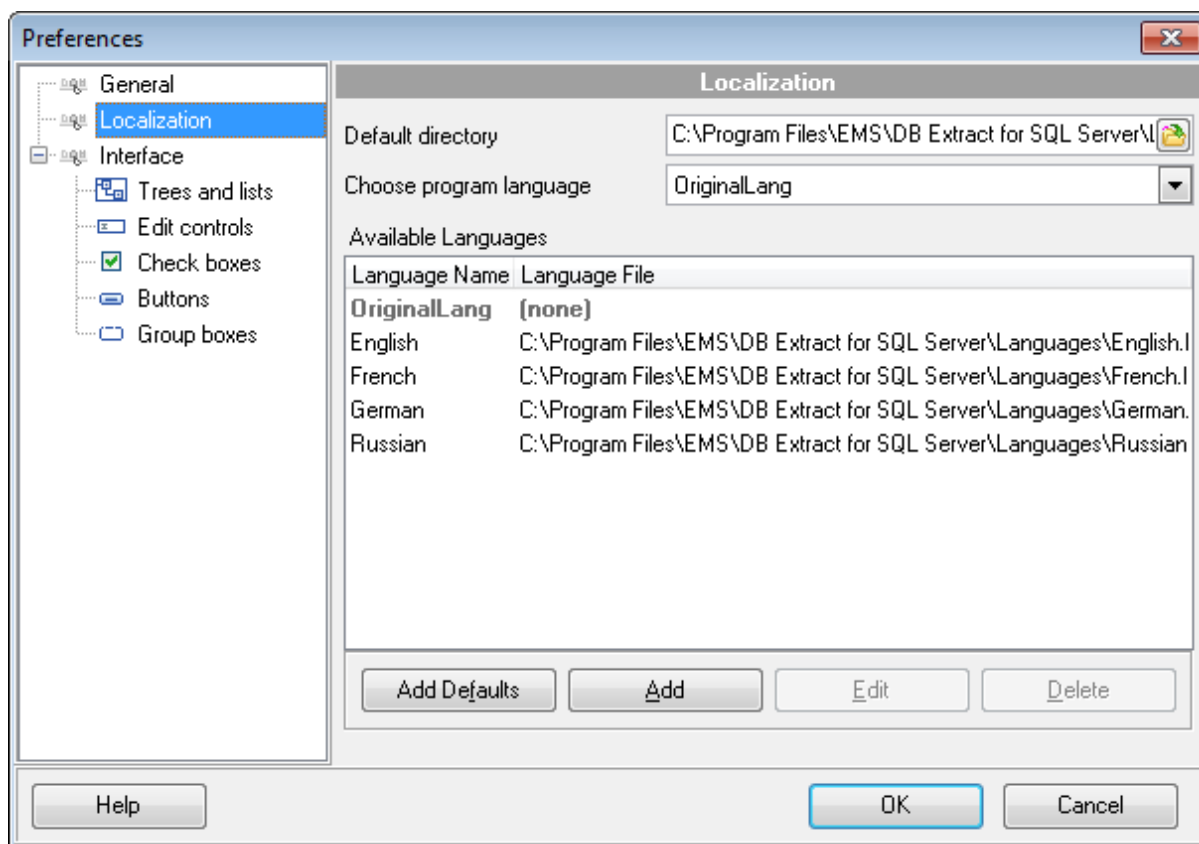 Preferences
General
Localization
Interface
Trees and lists
Edit controls
Check boxes
Buttons
Group boxes
Localization
Default directory C:\Program Files\EMS\DB Extract for SQL Server\L
Choose program language OriginalLang
Available Languages
Language Name Language File
OriginalLang (none)
English C:\Program Files\EMS\DB Extract for SQL Server\Languages\English.l
French C:\Program Files\EMS\DB Extract for SQL Server\Languages\French.l
German C:\Program Files\EMS\DB Extract for SQL Server\Languages\German.
Russian C:\Program Files\EMS\DB Extract for SQL Server\Languages\Russian
Add Defaults Add Edit Delete
Help OK Cancel